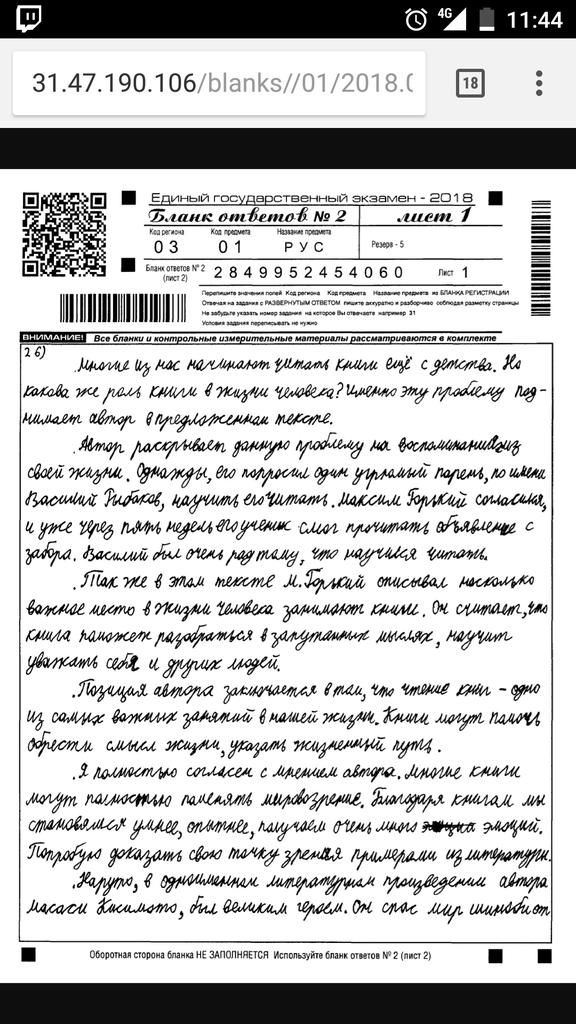 4G 11:44
31.47.190.106/blanks//01/2018.0
18
Единый государственный экзамен - 2018
Бланк ответов № 2
лист 1
Код региона
Код предмета
Название предмета
03
01
РУС
Резерв - 5
Бланк ответов № 2
(лист 2)
2849952454060
Лист 1
Перепишите значения полей Код региона Код предмета Название предмета из БЛАНКА РЕГИСТРАЦИИ
Отвечая на задания с РАЗВЕРНУТЫМ ОТВЕТОМ пишите аккуратно и разборчиво соблюдая разметку страницы
Не забудьте указать номер задания на которое Вы отвечаете например 31
Условия задания переписывать не нужно
ВНИМАНИЕ!
Все бланки и контрольные измерительные материалы рассматриваются в комплекте
26)
Многие из нас начинают читать книги ещё с детства. Но
какова же роль книги в жизни человека? Именно эту проблему под-
нимает автор в предложенном тексте.
Автор раскрывает данную проблему на воспоминаниях из
своей жизни. Однажды, его попросил один угрюмый парень, по имени
Василий Рыбаков, научить его читать. Максим Горький согласился,
и уже через пять недель его ученик смог прочитать объявление с
забора. Василий был очень рад тому, что научился читать.
Так же в этом тексте М. Горький описывал насколько
важное место в жизни человека занимают книги. Он считает, что
книга поможет разобраться в запутанных мыслях, научит
уважать себя и других людей.
Позиция автора заключается в том, что чтение книг - одно
из самых важных занятий в нашей жизни. Книги могут помочь
обрести смысл жизни, указать жизненный путь.
Я полностью согласен с мнением автора. Многие книги
могут полностью поменять мировозрение. Благодаря книгам мы
становимся умнее, опытнее, получаем очень много эмоций.
Попробую доказать свою точку зрения примерами из литературы.
Наруто, в одноименном литературном произведении автора
Масаси Кисимото, был великим героем. Он спас мир шиноби от
Оборотная сторона бланка НЕ ЗАПОЛНЯЕТСЯ Используйте бланк ответов № 2 (лист 2)